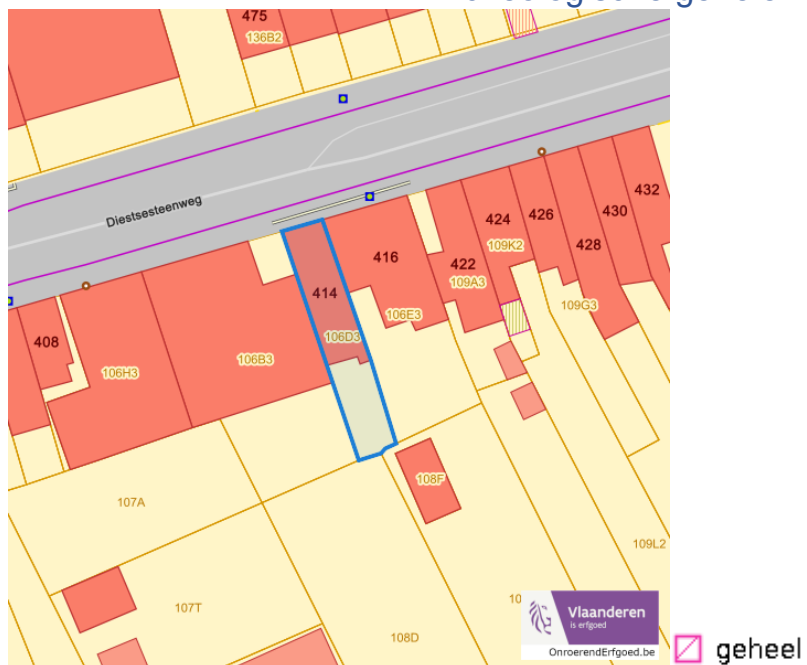 475
136B2
Diestsesteenweg
432
430
424
426
416
109K2
428
422
109A3
414
109G3
106E3
408
106D3
106B3
106H3
108F
107A
109L2
107T
108D
Vlaanderen
is erfgoed
OnroerendErfgoed.be
geheel